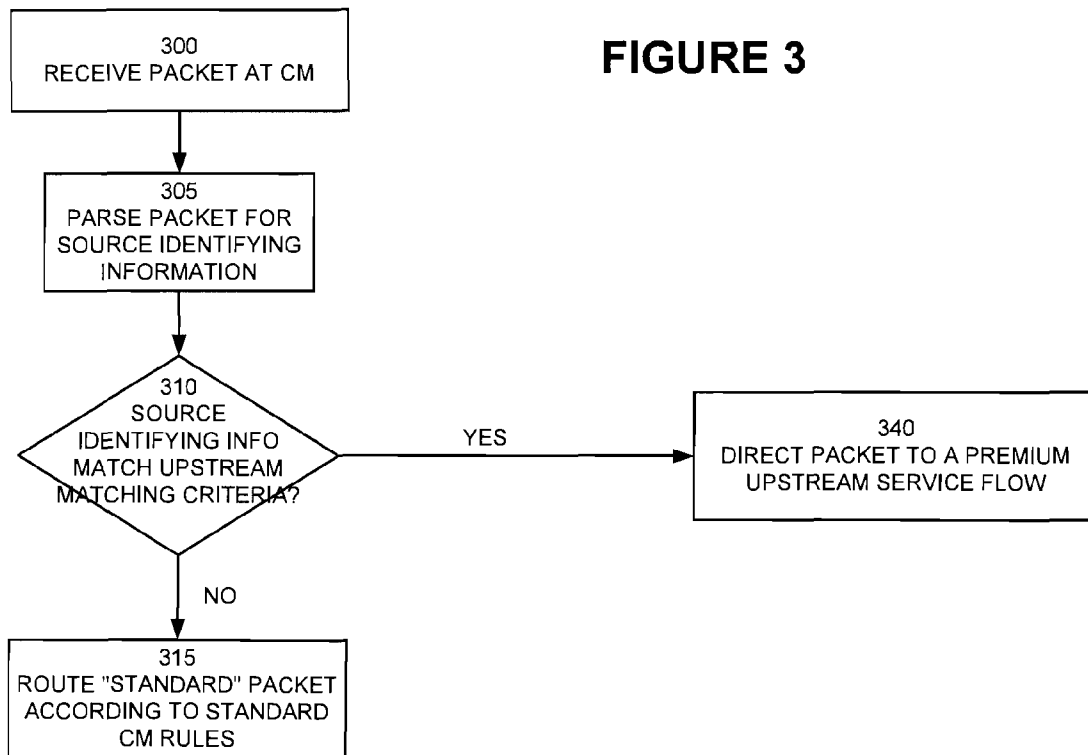 FIGURE 3
300
RECEIVE PACKET AT CM
305
PARSE PACKET FOR
SOURCE IDENTIFYING
INFORMATION
310
SOURCE
IDENTIFYING INFO
MATCH UPSTREAM
MATCHING CRITERIA?
YES
340
DIRECT PACKET TO A PREMIUM
UPSTREAM SERVICE FLOW
NO
315
ROUTE "STANDARD" PACKET
ACCORDING TO STANDARD
CM RULES